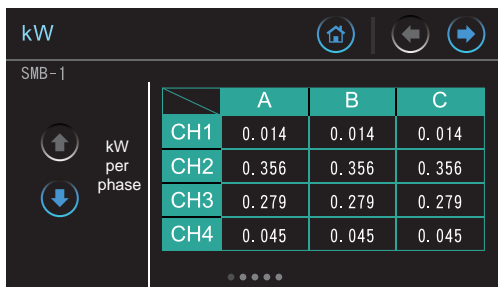 kW
SMB-1
kW
per
phase
A B C
CH1 0.014 0.014 0.014
CH2 0.356 0.356 0.356
CH3 0.279 0.279 0.279
CH4 0.045 0.045 0.045